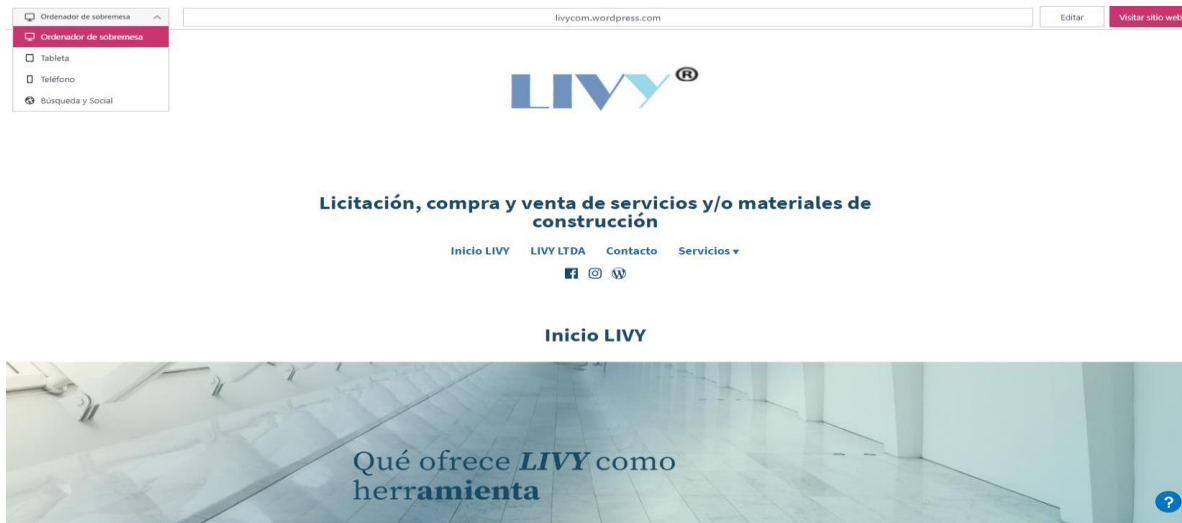 Ordenador de sobremesa
livycom.wordpress.com
Editar
Visitar sitio web
Ordenador de sobremesa
Tableta
Teléfono
Búsqueda y Social
LIVY®
Licitación, compra y venta de servicios y/o materiales de
construcción
Inicio LIVY LIVY LTDA Contacto Servicios ▾
Inicio LIVY
Qué ofrece LIVY como
herramienta
?